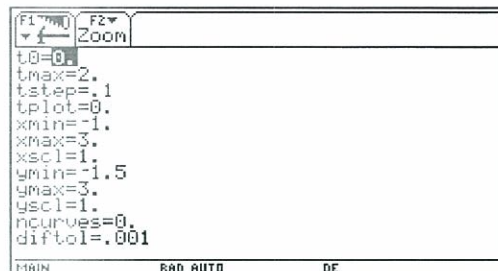 F1 F2
Zoom
t0=0.
tmax=2.
tstep=.1
tplot=0.
xmin=-1.
xmax=3.
xscl=1.
ymin=-1.5
ymax=3.
yscl=1.
ncurves=0.
diftol=.001
MAIN RAD AUTO DE